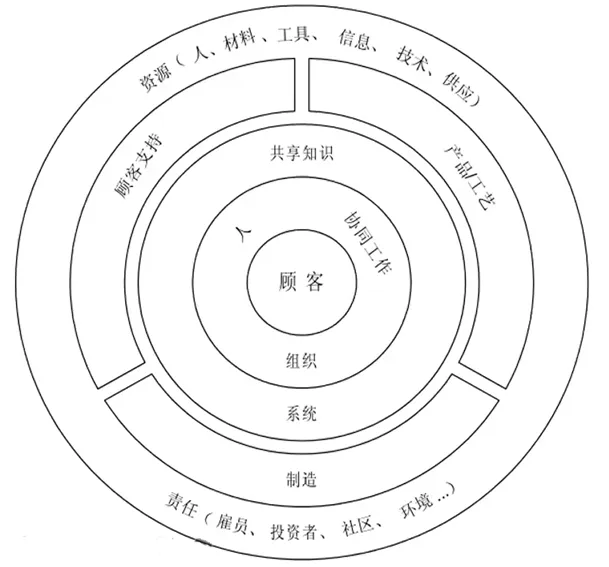 资源（人、材料、工具、信息、技术、供应）
顾客支持
产品/工艺
共享知识
人
协同工作
顾客
组织
系统
制造
责任（雇员、投资者、社区、环境...）